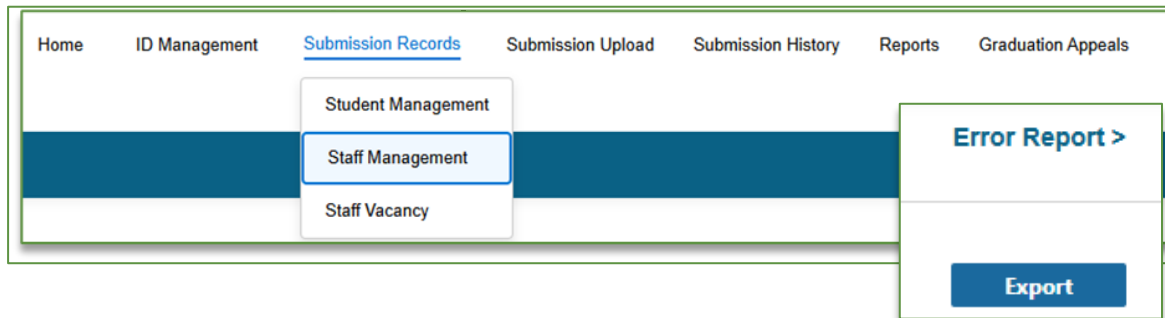 Home ID Management Submission Records Submission Upload Submission History Reports Graduation Appeals
Student Management
Staff Management
Staff Vacancy
Error Report >
Export